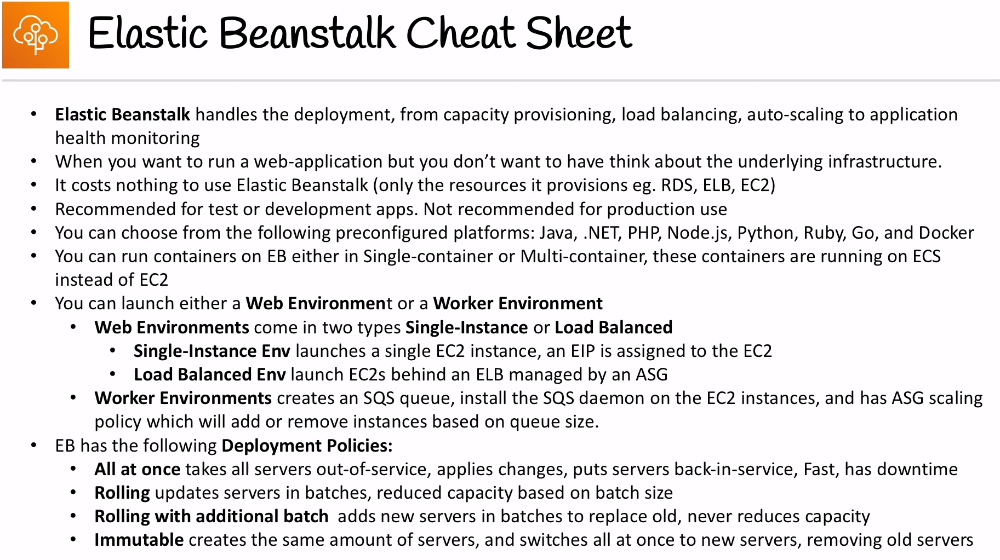 Elastic Beanstalk Cheat Sheet
• Elastic Beanstalk handles the deployment, from capacity provisioning, load balancing, auto-scaling to application
health monitoring
• When you want to run a web-application but you don’t want to have think about the underlying infrastructure.
• It costs nothing to use Elastic Beanstalk (only the resources it provisions eg. RDS, ELB, EC2)
• Recommended for test or development apps. Not recommended for production use
• You can choose from the following preconfigured platforms: Java, .NET, PHP, Node.js, Python, Ruby, Go, and Docker
• You can run containers on EB either in Single-container or Multi-container, these containers are running on ECS
instead of EC2
• You can launch either a Web Environment or a Worker Environment
• Web Environments come in two types Single-Instance or Load Balanced
• Single-Instance Env launches a single EC2 instance, an EIP is assigned to the EC2
• Load Balanced Env launch EC2s behind an ELB managed by an ASG
• Worker Environments creates an SQS queue, install the SQS daemon on the EC2 instances, and has ASG scaling
policy which will add or remove instances based on queue size.
• EB has the following Deployment Policies:
• All at once takes all servers out-of-service, applies changes, puts servers back-in-service, Fast, has downtime
• Rolling updates servers in batches, reduced capacity based on batch size
• Rolling with additional batch adds new servers in batches to replace old, never reduces capacity
• Immutable creates the same amount of servers, and switches all at once to new servers, removing old servers